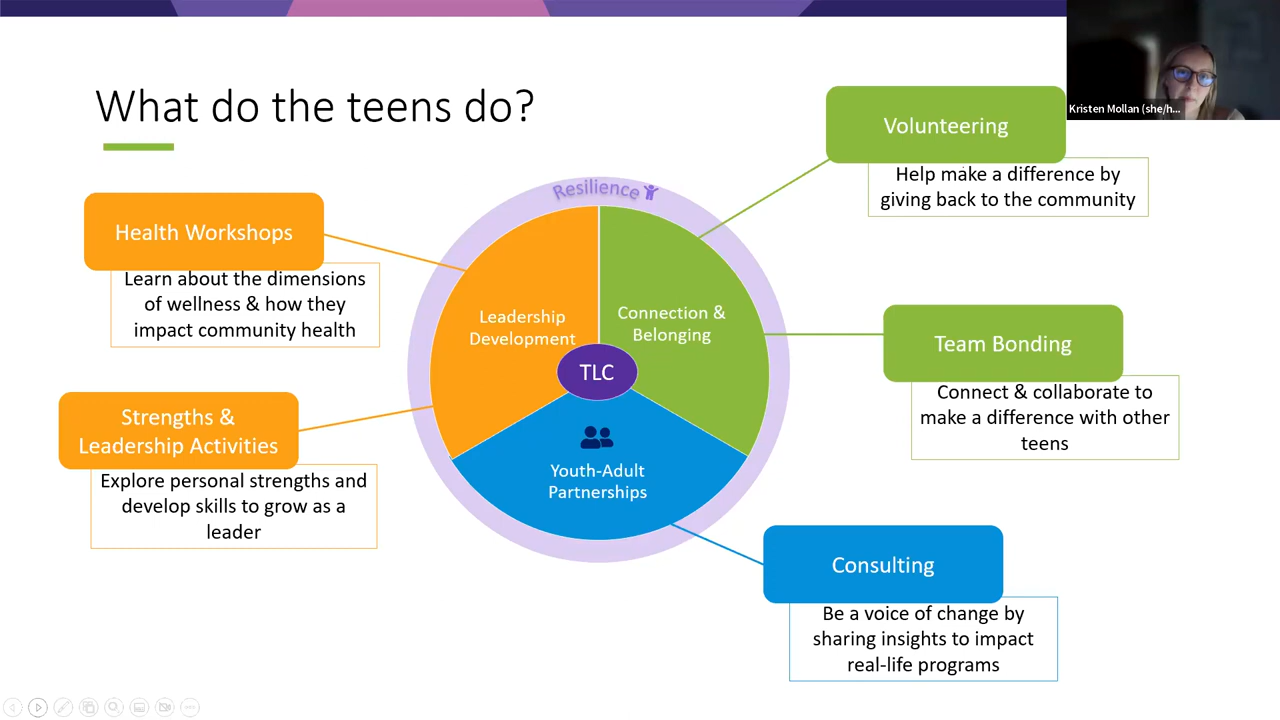 What do the teens do?
Kristen Mollan (she/h...
Volunteering
Help make a difference by
giving back to the community
Resilience
Health Workshops
Learn about the dimensions
of wellness & how they
impact community health
Leadership
Development
Connection &
Belonging
TLC
Team Bonding
Connect & collaborate to
make a difference with other
teens
Strengths &
Leadership Activities
Explore personal strengths and
develop skills to grow as a
leader
Youth-Adult
Partnerships
Consulting
Be a voice of change by
sharing insights to impact
real-life programs